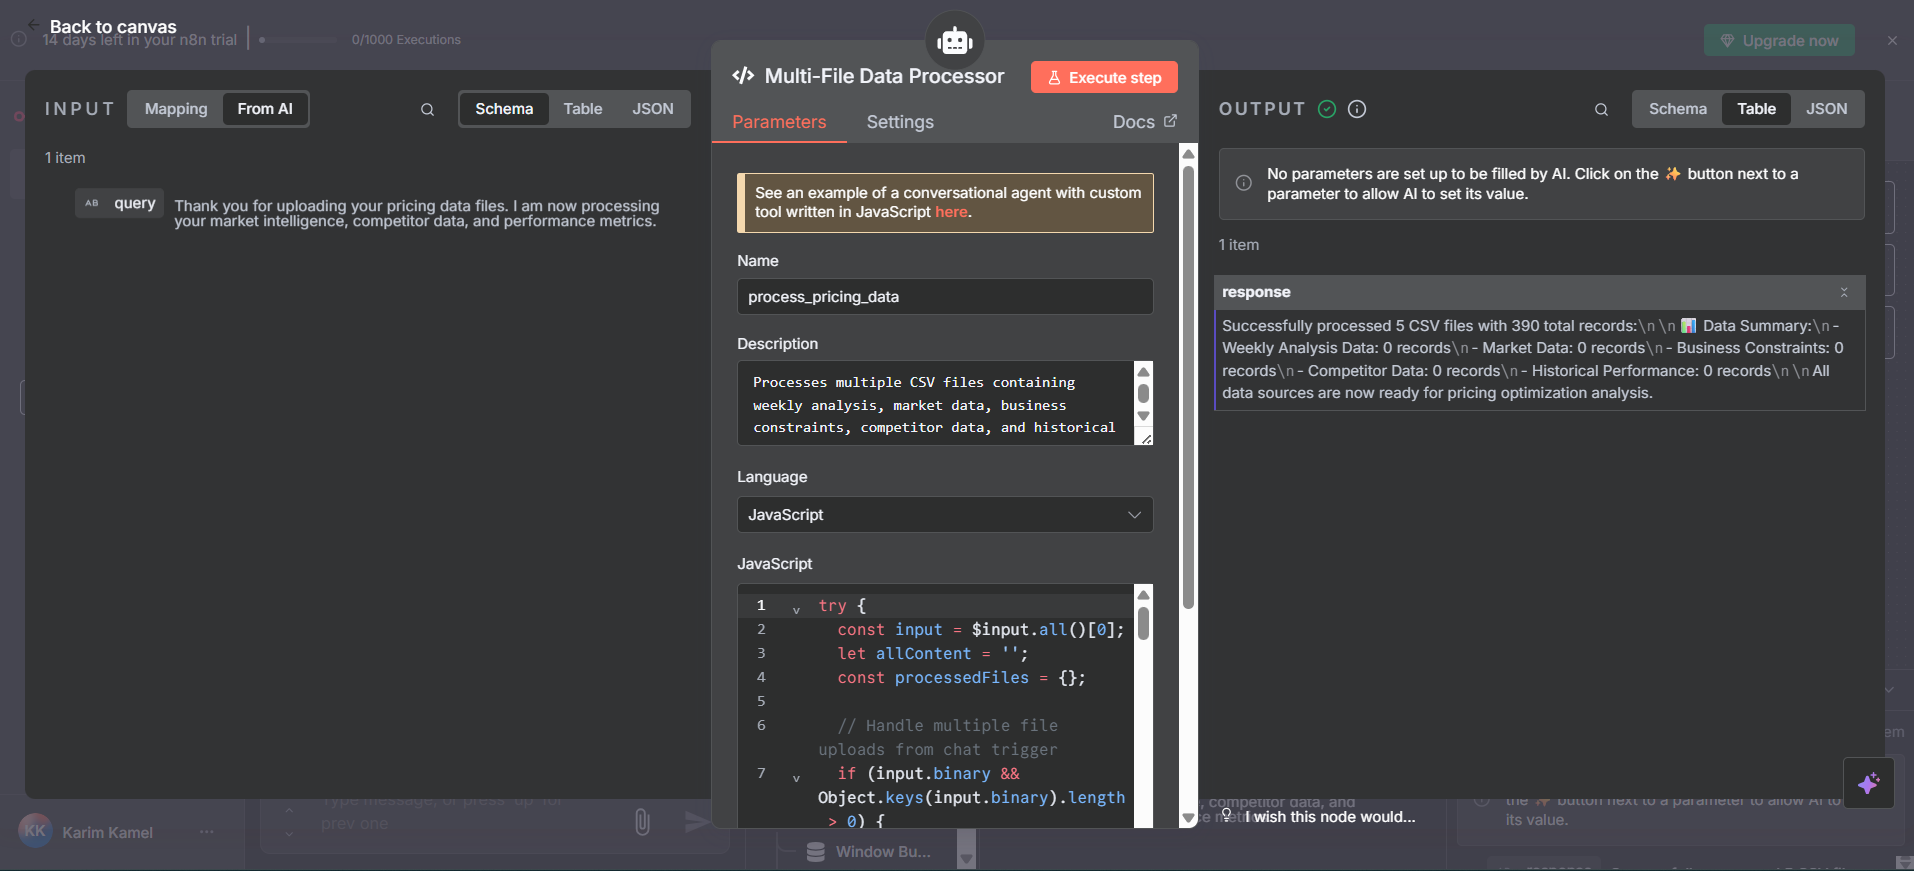 Back to canvas
14 days left in your n8n trial
0/1000 Executions
Upgrade now
INPUT
Mapping
From AI
Schema
Table
JSON
1 item
AB query
Thank you for uploading your pricing data files. I am now processing
your market intelligence, competitor data, and performance metrics.
Multi-File Data Processor
Execute step
Parameters
Settings
Docs
See an example of a conversational agent with custom
tool written in JavaScript here.
Name
process_pricing_data
Description
Processes multiple CSV files containing
weekly analysis, market data, business
constraints, competitor data, and historical
Language
JavaScript
JavaScript
1 try {
2 const input = $input.all()[0];
3 let allContent = '';
4 const processedFiles = {};
5
6 // Handle multiple file
uploads from chat trigger
7 if (input.binary &&
Object.keys(input.binary).length
> 0) {
OUTPUT
Schema
Table
JSON
No parameters are set up to be filled by AI. Click on the ✨ button next to a
parameter to allow AI to set its value.
1 item
response
Successfully processed 5 CSV files with 390 total records:\n \n 📊 Data Summary:\n -
Weekly Analysis Data: 0 records\n - Market Data: 0 records\n - Business Constraints: 0
records\n - Competitor Data: 0 records\n - Historical Performance: 0 records\n \n All
data sources are now ready for pricing optimization analysis.
KK
Karim Kamel
Type message, or press 'up' for
prev one
Window Bu...
competitor data, and
I wish this node would...
the ✨ button next to a parameter to allow AI to
its value.